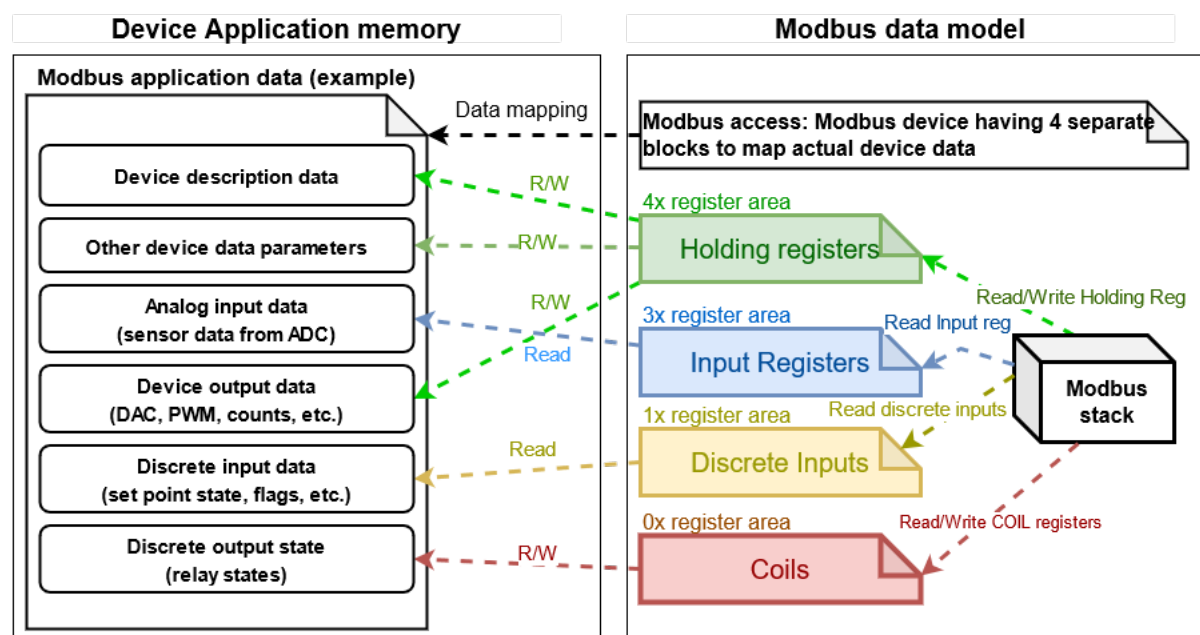 Device Application memory
Modbus data model
Modbus application data (example)
Data mapping
Modbus access: Modbus device having 4 separate
blocks to map actual device data
Device description data
R/W
4x register area
Holding registers
Other device data parameters
R/W
Read/Write Holding Reg
Analog input data
(sensor data from ADC)
R/W
3x register area
Read Input reg
Input Registers
Read
Device output data
(DAC, PWM, counts, etc.)
Modbus
stack
1x register area
Read discrete inputs
Discrete Inputs
Read
Discrete input data
(set point state, flags, etc.)
0x register area
Read/Write COIL registers
Coils
R/W
Discrete output state
(relay states)